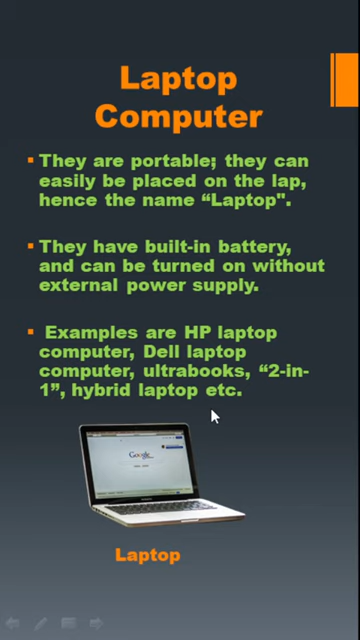 Laptop
Computer
They are portable; they can
easily be placed on the lap,
hence the name “Laptop".
They have built-in battery,
and can be turned on without
external power supply.
Examples are HP laptop
computer, Dell laptop
computer, ultrabooks, “2-in-
1”, hybrid laptop etc.
Google
Laptop